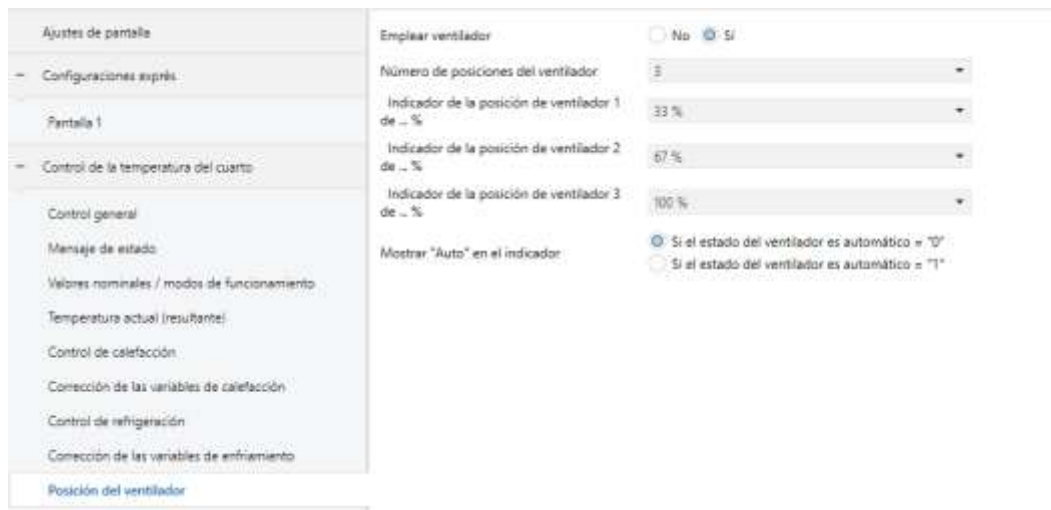 Ajustes de pantalla
− Configuraciones exprés
Pantalla 1
− Control de la temperatura del cuarto
Control general
Mensaje de estado
Valores nominales / modos de funcionamiento
Temperatura actual (resultante)
Control de calefacción
Corrección de las variables de calefacción
Control de refrigeración
Corrección de las variables de enfriamiento
Posición del ventilador
Emplear ventilador No Sí
Número de posiciones del ventilador 3
Indicador de la posición de ventilador 1
de ... % 33 %
Indicador de la posición de ventilador 2
de ... % 67 %
Indicador de la posición de ventilador 3
de ... % 100 %
Mostrar "Auto" en el indicador
Si el estado del ventilador es automático = "0"
Si el estado del ventilador es automático = "1"